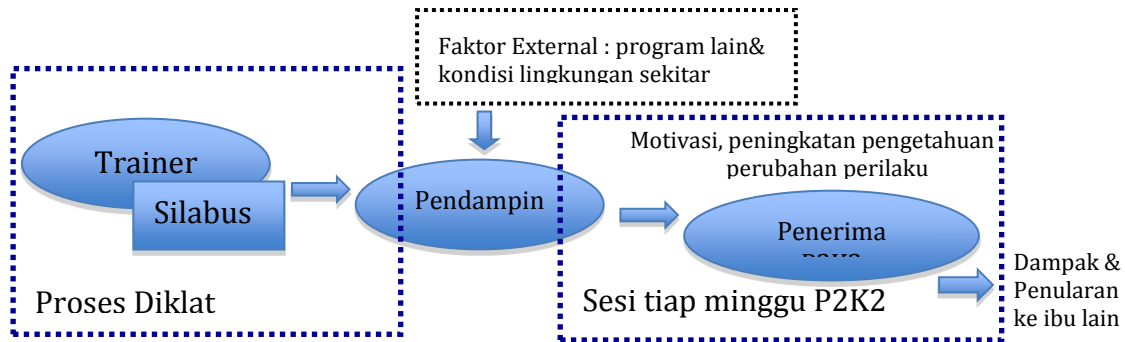 Faktor External : program lain&
kondisi lingkungan sekitar
Trainer
Silabus
Proses Diklat
Pendampin
Motivasi, peningkatan pengetahuan
perubahan perilaku
Penerima
Sesi tiap minggu P2K2
Dampak &
Penularan
ke ibu lain